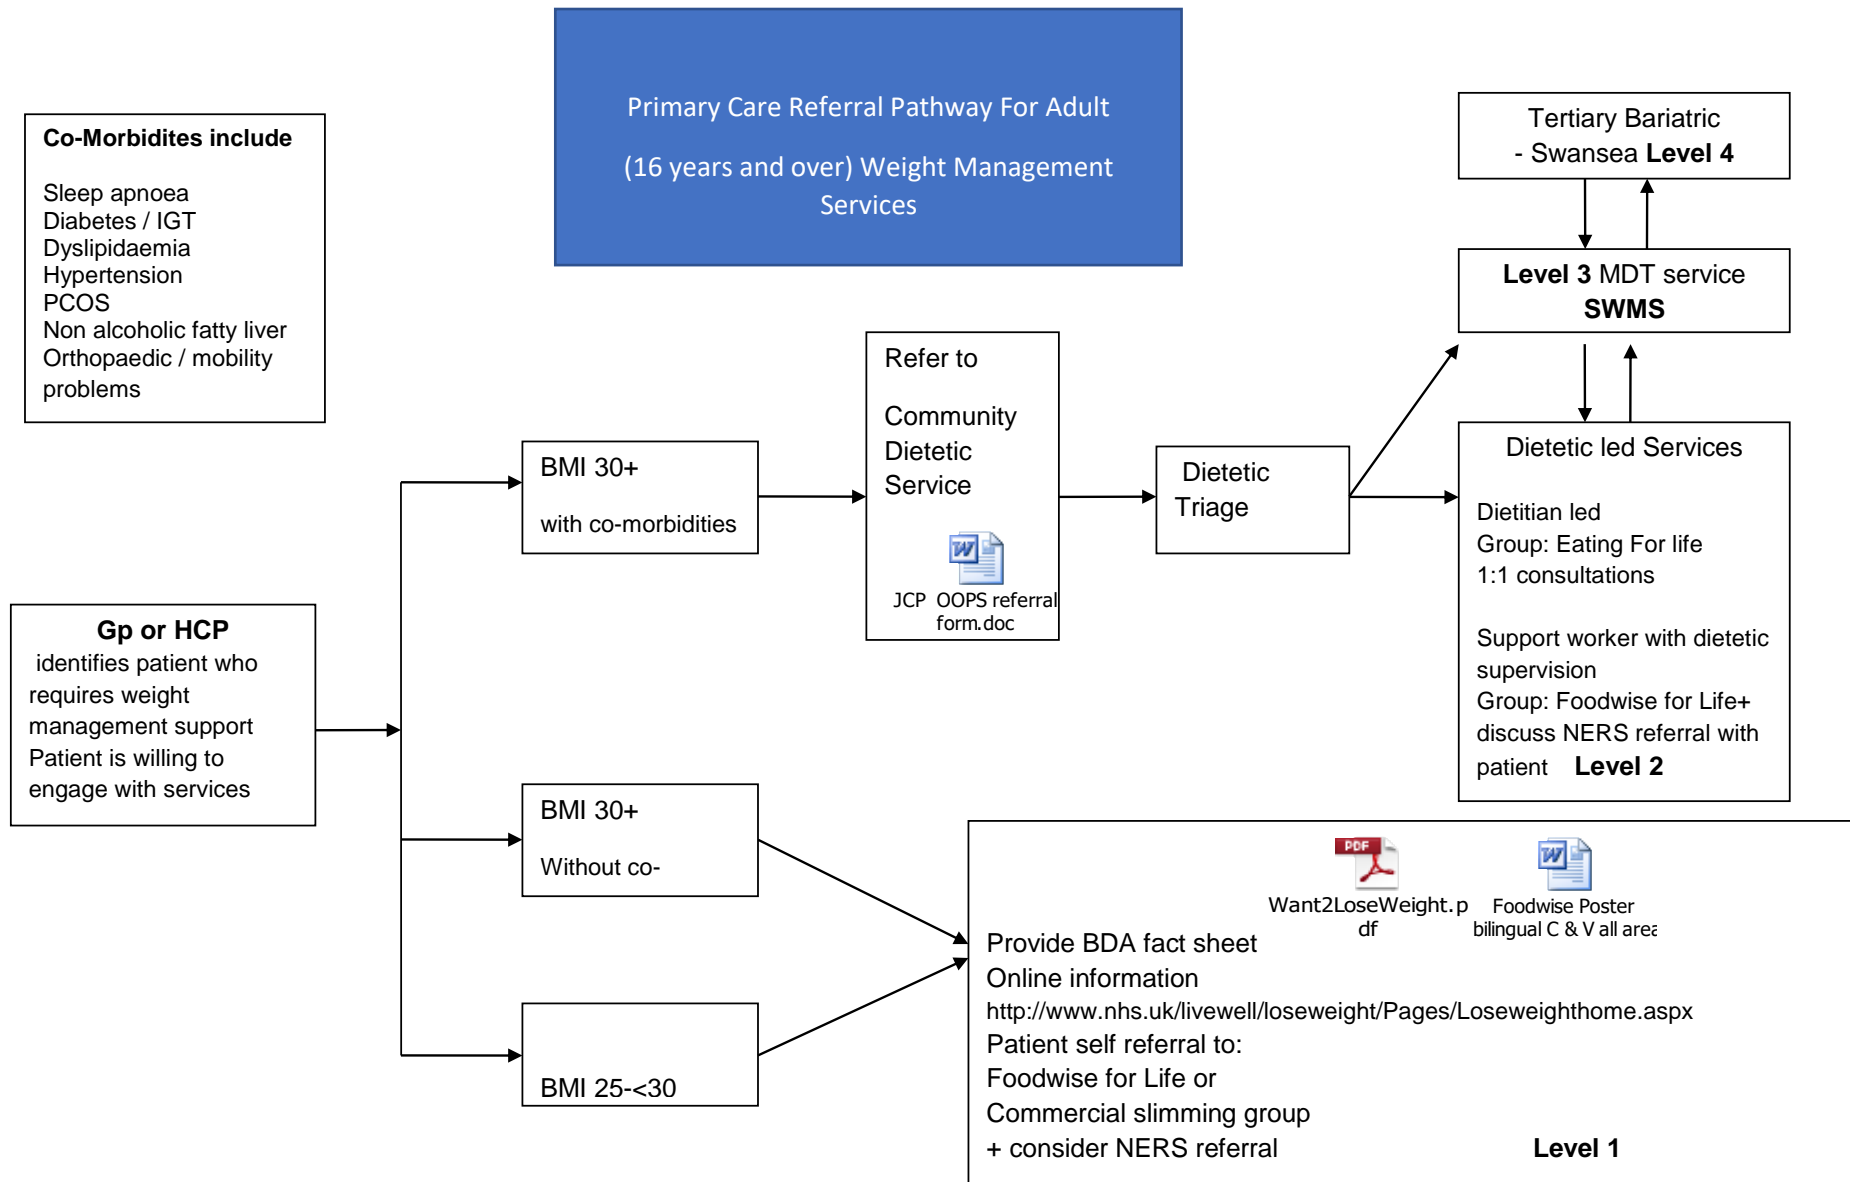 Primary Care Referral Pathway For Adult
(16 years and over) Weight Management
Services
Co-Morbidites include
Sleep apnoea
Diabetes / IGT
Dyslipidaemia
Hypertension
PCOS
Non alcoholic fatty liver
Orthopaedic / mobility
problems
Gp or HCP
identifies patient who
requires weight
management support
Patient is willing to
engage with services
BMI 30+
with co-morbidities
BMI 30+
Without co-
BMI 25-<30
Refer to
Community
Dietetic
Service
JCP OOPS referral
form.doc
Dietetic
Triage
Tertiary Bariatric
- Swansea Level 4
Level 3 MDT service
SWMS
Dietetic led Services
Dietitian led
Group: Eating For life
1:1 consultations
Support worker with dietetic
supervision
Group: Foodwise for Life+
discuss NERS referral with
patient Level 2
PDF
Want2LoseWeight.p
df
Foodwise Poster
bilingual C & V all area
Provide BDA fact sheet
Online information
http://www.nhs.uk/livewell/loseweight/Pages/Loseweighthome.aspx
Patient self referral to:
Foodwise for Life or
Commercial slimming group
+ consider NERS referral Level 1